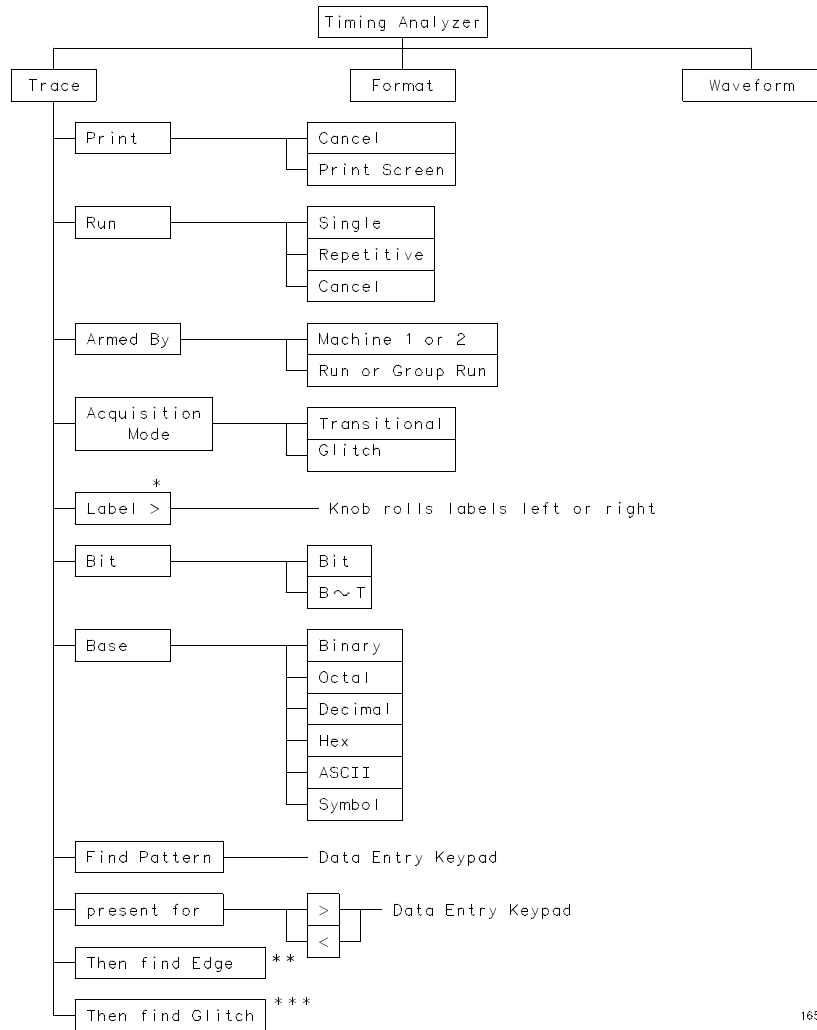 Timing Analyzer
Trace
Format
Waveform
Print
Cancel
Print Screen
Run
Single
Repetitive
Cancel
Armed By
Machine 1 or 2
Run or Group Run
Acquisition
Mode
Transitional
Glitch
*
Label >
Knob rolls labels left or right
Bit
Bit
B~T
Base
Binary
Octal
Decimal
Hex
ASCII
Symbol
Find Pattern
Data Entry Keypad
present for
>
<
Data Entry Keypad
Then find Edge **
Then find Glitch ***
165